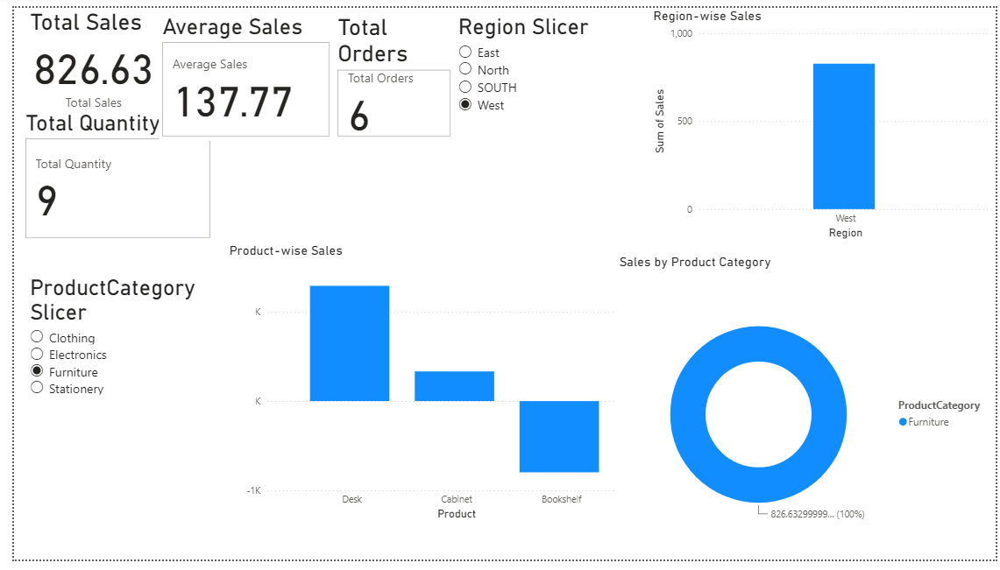 Total Sales
826.63
Total Sales
Average Sales
Average Sales
137.77
Total
Orders
Total Orders
6
Region Slicer
East
North
SOUTH
West
Total Quantity
Total Quantity
9
Region-wise Sales
1,000
500
0
Sum of Sales
West
Region
ProductCategory
Slicer
Clothing
Electronics
Furniture
Stationery
Product-wise Sales
K
K
-1K
Desk Cabinet Bookshelf
Product
Sales by Product Category
826.63299999... (100%)
ProductCategory
Furniture